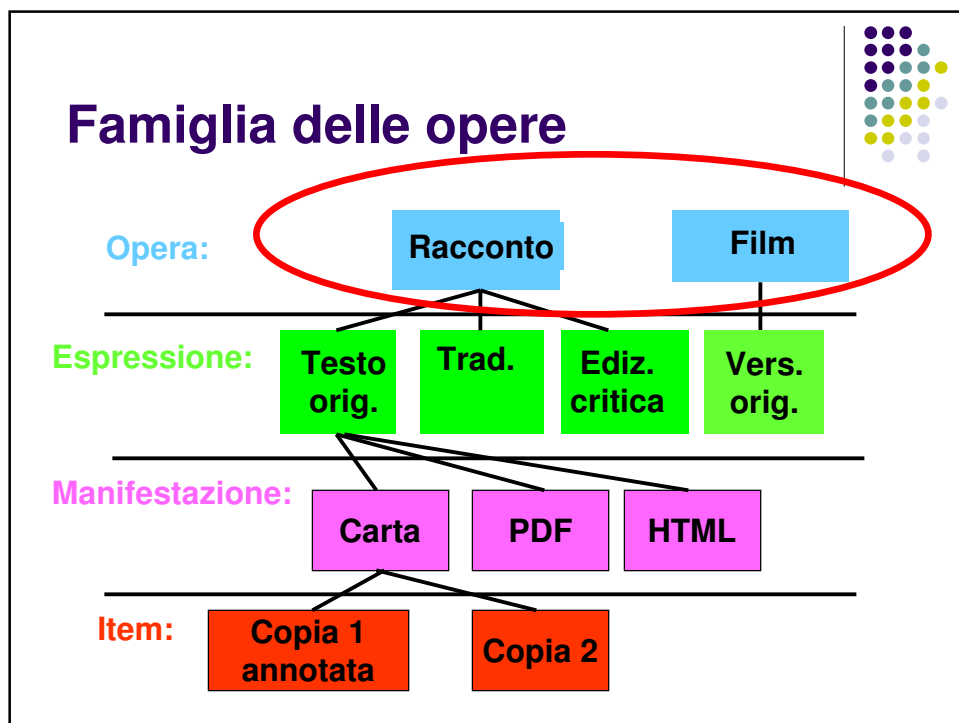 Famiglia delle opere
Opera:
Racconto
Film
Espressione:
Testo
orig.
Trad.
Ediz.
critica
Vers.
orig.
Manifestazione:
Carta
PDF
HTML
Item:
Copia 1
annotata
Copia 2